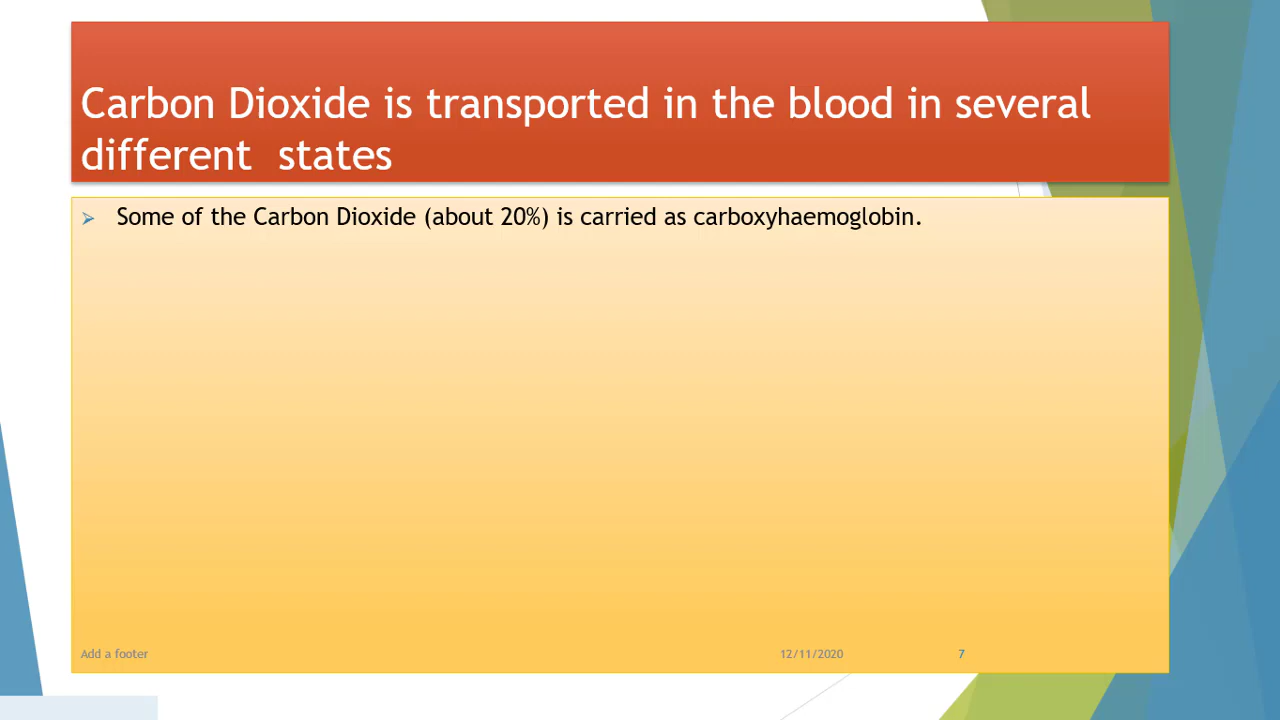 Carbon Dioxide is transported in the blood in several
different states
➢ Some of the Carbon Dioxide (about 20%) is carried as carboxyhaemoglobin.
Add a footer 12/11/2020 7